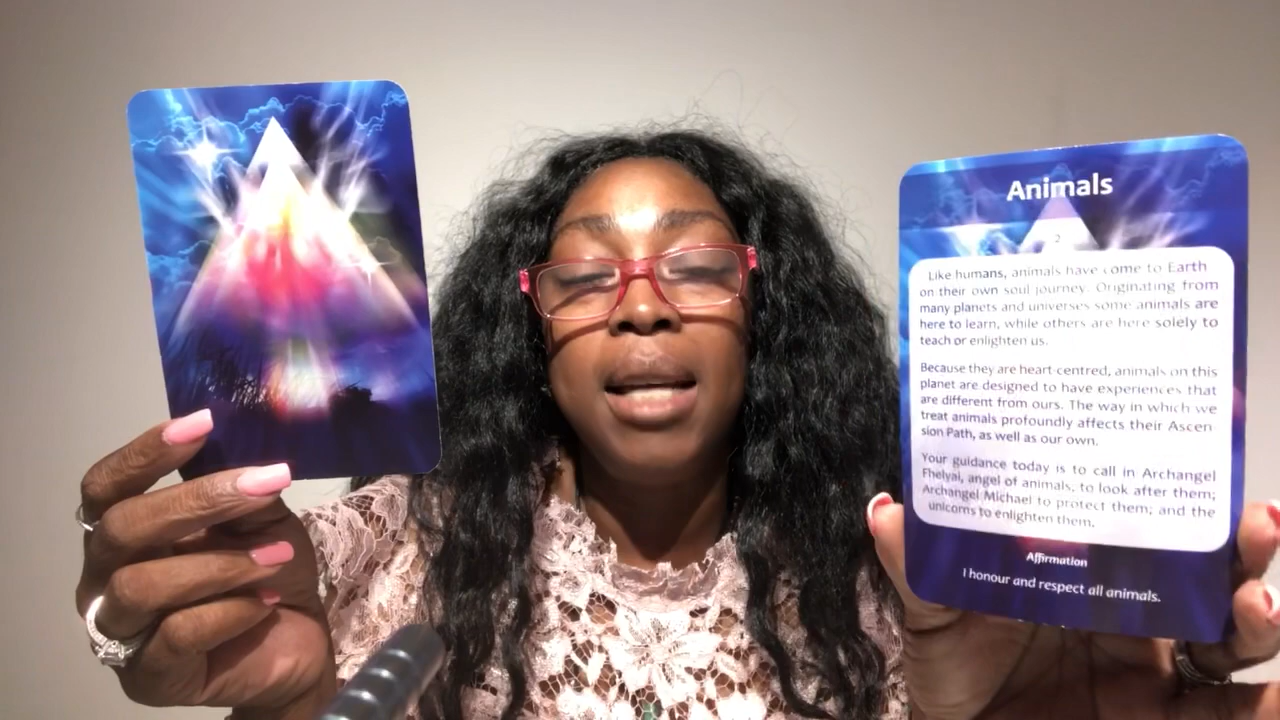 Animals
2
Like humans, animals have come to Earth
on their own soul journey. Originating from
many planets and universes some animals are
here to learn, while others are here solely to
teach or enlighten us.
Because they are heart-centred, animals on this
planet are designed to have experiences that
are different from ours. The way in which we
treat animals profoundly affects their Ascen-
sion Path, as well as our own.
Your guidance today is to call in Archangel
Fhelyai, angel of animals, to look after them;
Archangel Michael to protect them; and the
unicorns to enlighten them.
Affirmation
I honour and respect all animals.